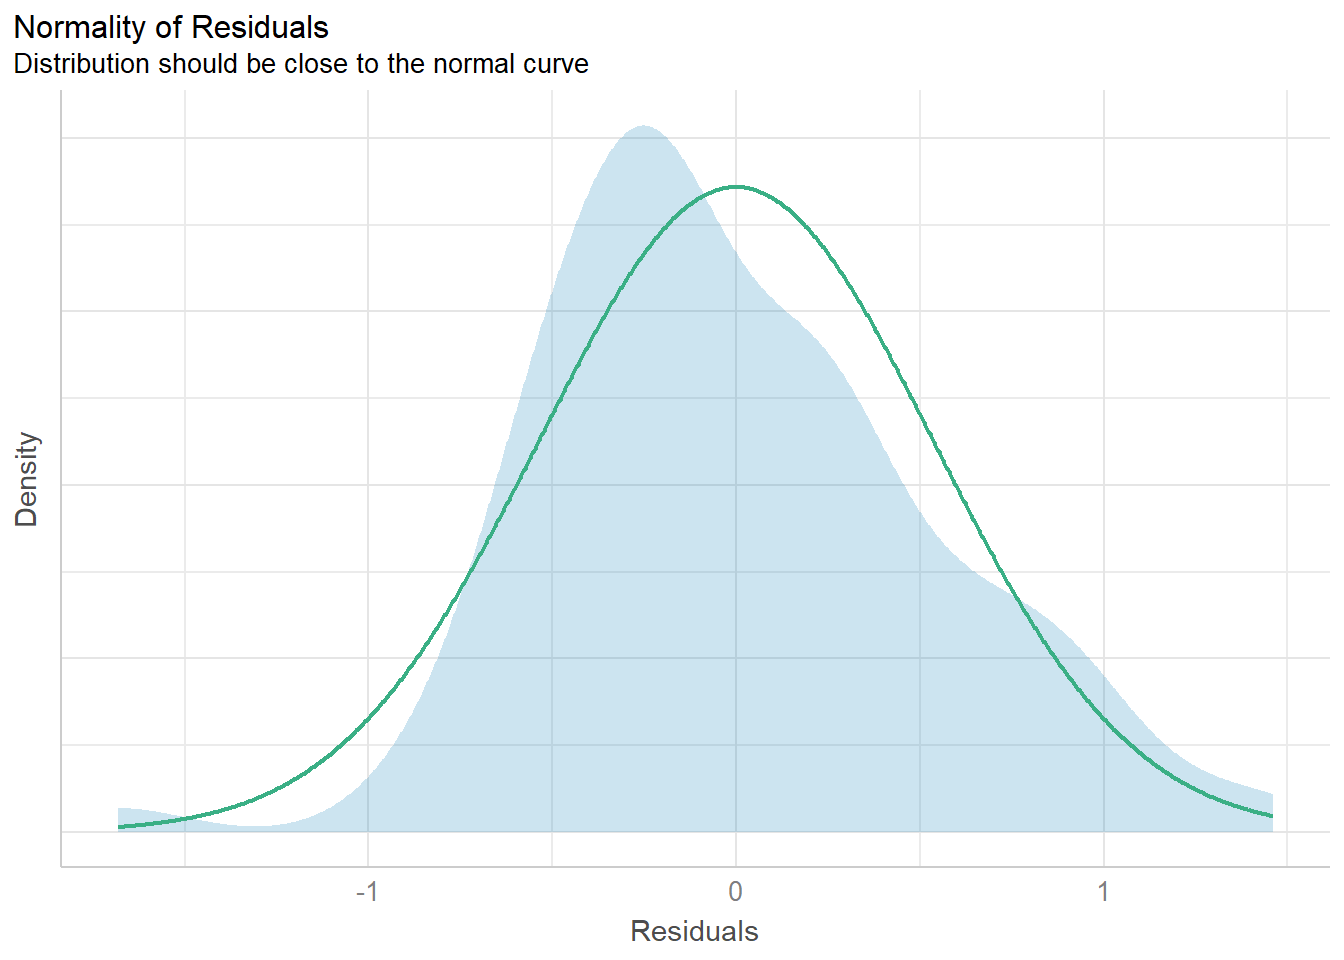 Normality of Residuals
Distribution should be close to the normal curve
Density
-1 0 1
Residuals